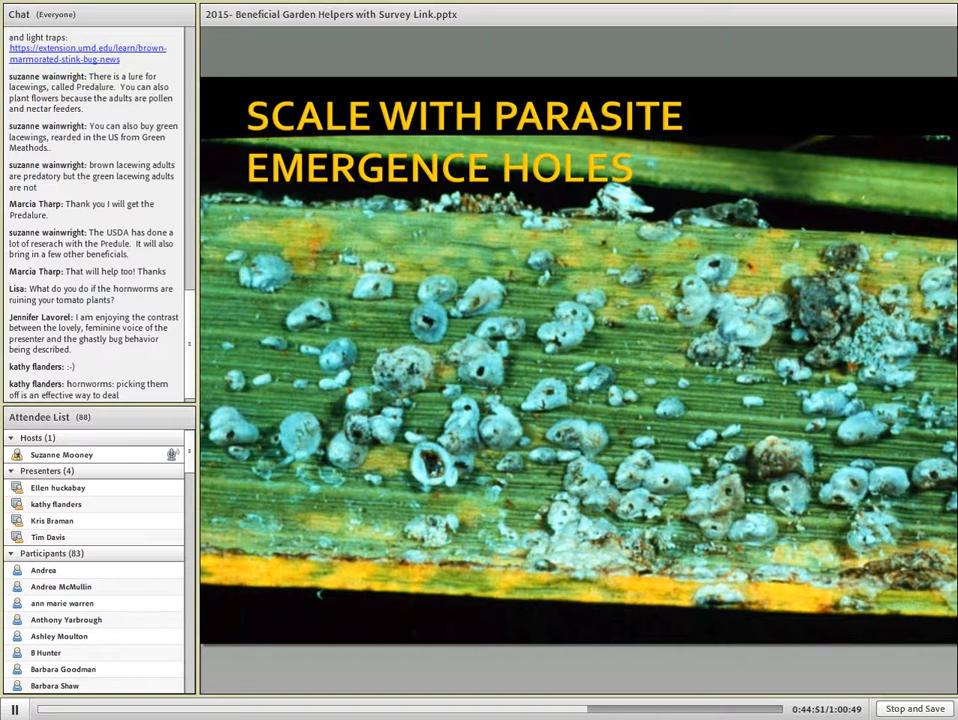 Chat (Everyone)
2015- Beneficial Garden Helpers with Survey Link.pptx
and light traps:
https://extension.umd.edu/learn/brown-
marmorated-stink-bug-news
suzanne wainwright: There is a lure for
lacewings, called Predalure. You can also
plant flowers because the adults are pollen
and nectar feeders.
suzanne wainwright: You can also buy green
lacewings, rearded in the US from Green
Meathods..
suzanne wainwright: brown lacewing adults
are predatory but the green lacewing adults
are not
Marcia Tharp: Thank you I will get the
Predalure.
suzanne wainwright: The USDA has done a
lot of reserach with the Predule. It will also
bring in a few other beneficials.
Marcia Tharp: That will help too! Thanks
Lisa: What do you do if the hornworms are
ruining your tomato plants?
Jennifer Lavorel: I am enjoying the contrast
between the lovely, feminine voice of the
presenter and the ghastly bug behavior
being described.
kathy flanders: :-)
kathy flanders: hornworms: picking them
off is an effective way to deal
SCALE WITH PARASITE
EMERGENCE HOLES
Attendee List (88)
Hosts (1)
Suzanne Mooney
Presenters (4)
Ellen huckabay
kathy flanders
Kris Braman
Tim Davis
Participants (83)
Andrea
Andrea McMullin
ann marie warren
Anthony Yarbrough
Ashley Moulton
B Hunter
Barbara Goodman
Barbara Shaw
0:44:51/1:00:49
Stop and Save